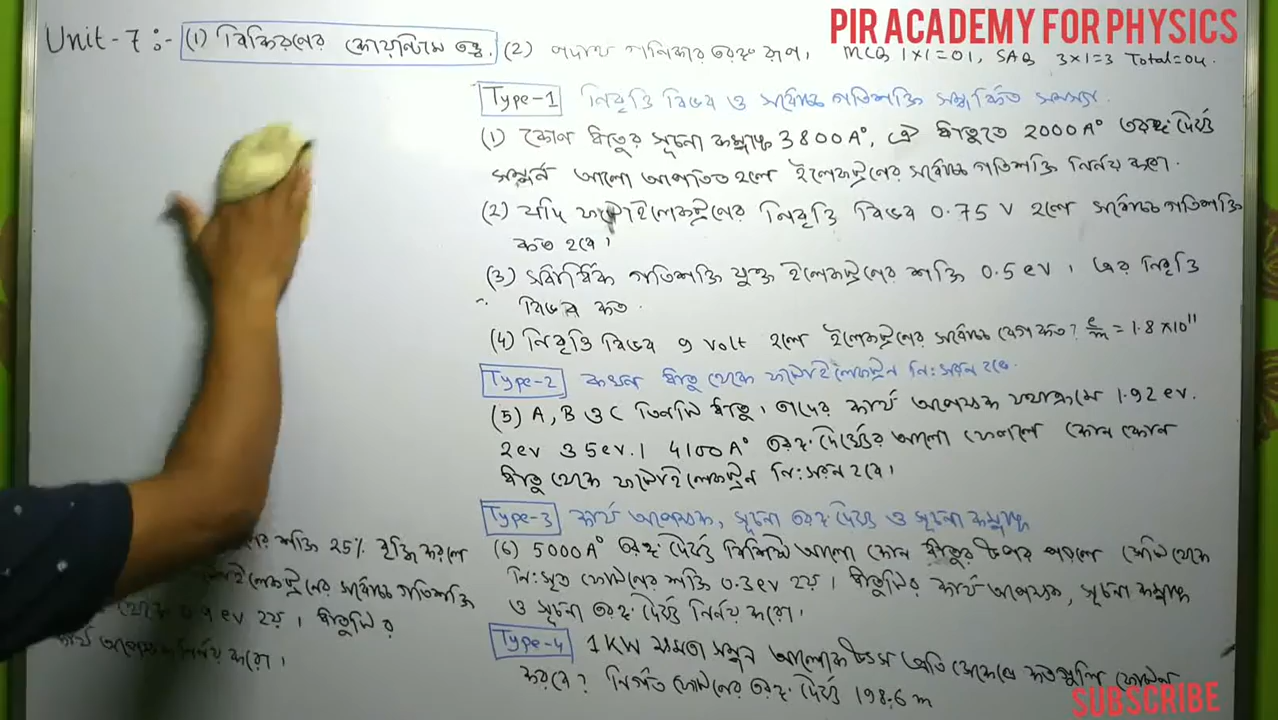 PIR ACADEMY FOR PHYSICS
Unit-7 :- (1) বিকিরণের কোয়ান্টাম তত্ত্ব. (2) পদার্থ তরঙ্গ রূপ, MCQ 1×1=01, SAQ 3×1=3 Total=04.
Type-1 নিবৃত্তি বিভব ও সর্বোচ্চ গতিশক্তি সম্পর্কিত সমস্যা.
(1) কোন ধাতুর সূচনা কম্পাঙ্ক 3800A°, ঐ ধাতুতে 2000A° তরঙ্গ দৈর্ঘ্য
সম্পন্ন আলো আপতিত হলে ইলেকট্রনের সর্বোচ্চ গতিশক্তি নির্ণয় করো.
(2) যদি ফটোইলেকট্রনের নিবৃত্তি বিভব 0.75 V হলে সর্বোচ্চ গতিশক্তি
কত হবে।
(3) সর্বাধিক গতিশক্তি যুক্ত ইলেকট্রনের শক্তি 0.5 eV। এর নিবৃত্তি
বিভব কত.
(4) নিবৃত্তি বিভব 9 Volt হলে ইলেকট্রনের সর্বোচ্চ বেগ কত? e/m = 1.8×10¹¹
Type-2 কখন ধাতু থেকে ফটোইলেকট্রন নিঃসরণ হবে.
(5) A, B ও C তিনটি ধাতু। তাদের কার্য অপেক্ষক যথাক্রমে 1.92 eV.
2eV ও 5eV.। 4100A° তরঙ্গ দৈর্ঘ্যের আলো ফেললে কোন কোন
ধাতু থেকে ফটোইলেকট্রন নিঃসরণ হবে।
Type-3 কার্য অপেক্ষক, সূচনা তরঙ্গ দৈর্ঘ্য ও সূচনা কম্পাঙ্ক
(6) 5000A° তরঙ্গ দৈর্ঘ্য বিশিষ্ট আলো কোন ধাতুর উপর পড়লে সেটি থেকে
নিঃসৃত ফোটনের শক্তি 0.3eV হয়। ধাতুটির কার্য অপেক্ষক, সূচনা কম্পাঙ্ক
ও সূচনা তরঙ্গ দৈর্ঘ্য নির্ণয় করো।
Type-4 1KW ক্ষমতা সম্পন্ন আলোক উৎস প্রতি সেকেন্ডে কতগুলি ফোটন
করবে? নির্গত ফোটনের তরঙ্গ দৈর্ঘ্য 198.6 m
শক্তি 25% বৃদ্ধি করলে
ইলেকট্রনের সর্বোচ্চ গতিশক্তি
থেকে eV হয়। ধাতুটির
কার্য অপেক্ষক নির্ণয় করো।
SUBSCRIBE